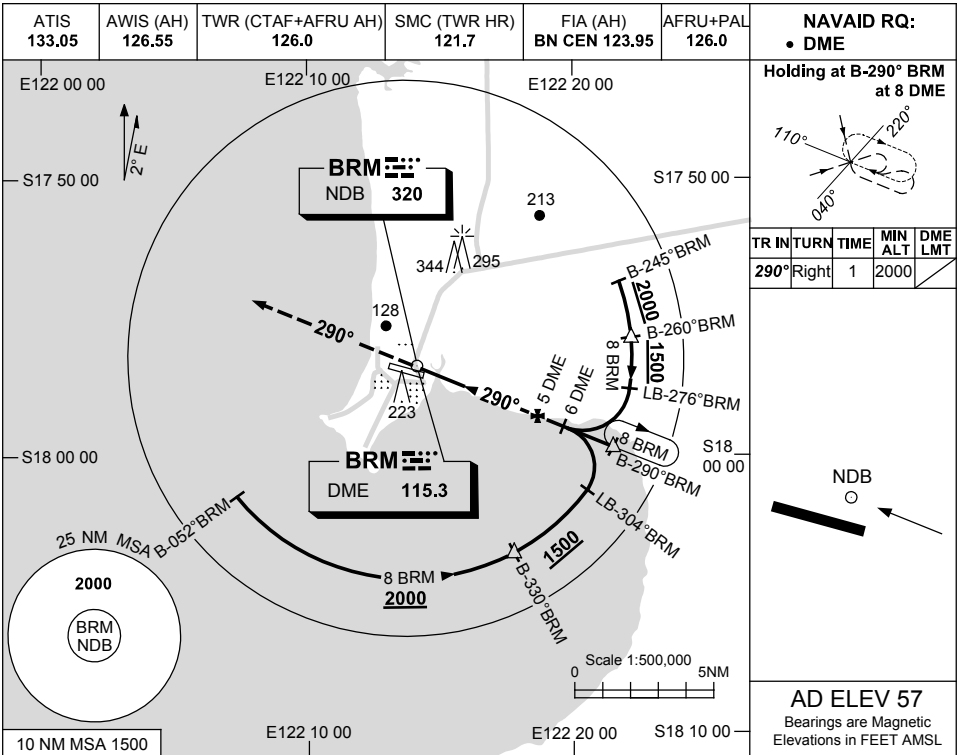 ATIS
133.05
AWIS (AH)
126.55
TWR (CTAF+AFRU AH)
126.0
SMC (TWR HR)
121.7
FIA (AH)
BN CEN 123.95
AFRU+PAL
126.0
NAVAID RQ:
• DME
Holding at B-290° BRM
at 8 DME
110°
220°
040°
TR IN TURN TIME MIN ALT DME LMT
290° Right 1 2000
NDB
AD ELEV 57
Bearings are Magnetic
Elevations in FEET AMSL
E122 00 00
E122 10 00
E122 20 00
2° E
S17 50 00
S17 50 00
BRM
NDB 320
213
344
295
B-245°BRM
2000
B-260°BRM
8 BRM
1500
LB-276°BRM
128
290°
290°
5 DME
6 DME
223
8 BRM
B-290°BRM
S18 00 00
S18 00 00
BRM
DME 115.3
LB-304°BRM
B-052°BRM
1500
8 BRM
2000
B-330°BRM
25 NM MSA
2000
BRM
NDB
10 NM MSA 1500
Scale 1:500,000
0 5NM
E122 10 00
E122 20 00
S18 10 00